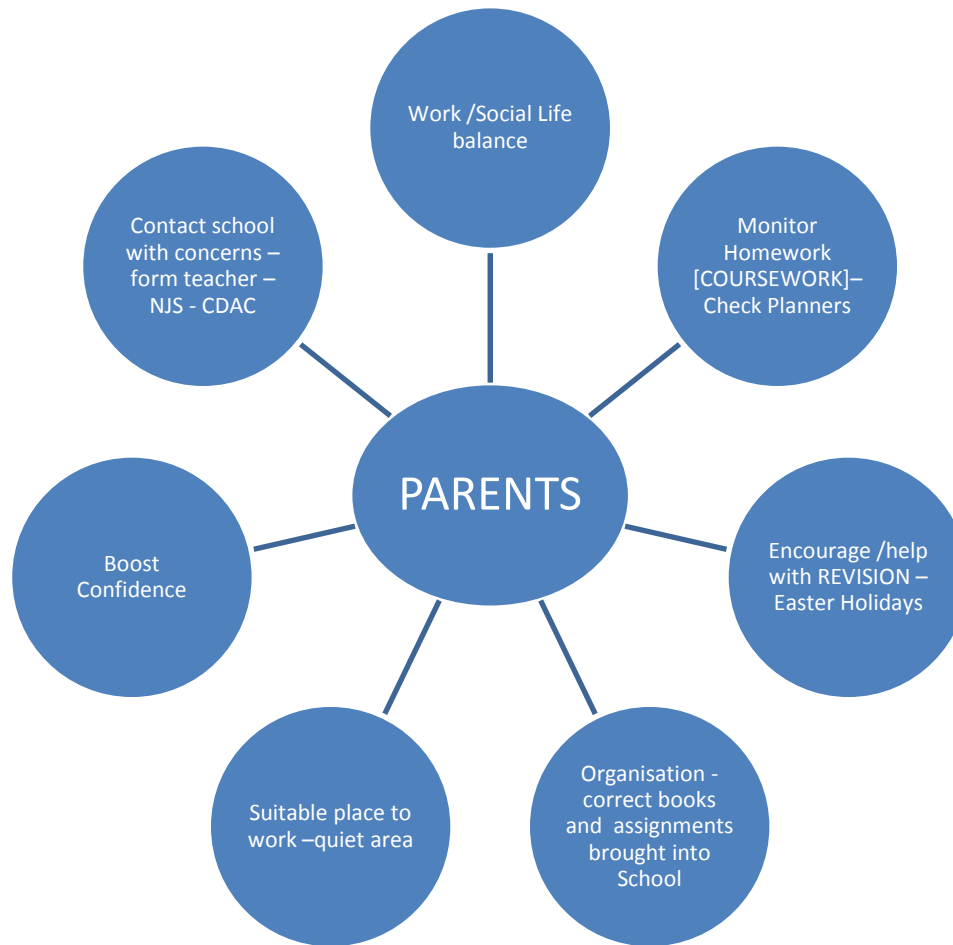 Work /Social Life
balance
Contact school
with concerns –
form teacher –
NJS - CDAC
Monitor
Homework
[COURSEWORK]–
Check Planners
PARENTS
Boost
Confidence
Encourage /help
with REVISION –
Easter Holidays
Suitable place to
work –quiet area
Organisation -
correct books
and assignments
brought into
School